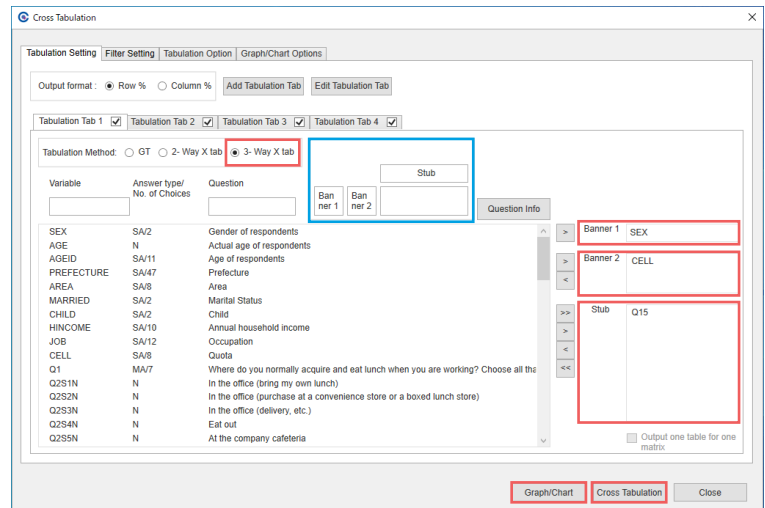 Cross Tabulation
Tabulation Setting Filter Setting Tabulation Option Graph/Chart Options
Output format : Row % Column % Add Tabulation Tab Edit Tabulation Tab
Tabulation Tab 1 Tabulation Tab 2 Tabulation Tab 3 Tabulation Tab 4
Tabulation Method: GT 2- Way X tab 3- Way X tab
Stub
Variable Answer type/ Question
No. of Choices
Ban Ban
ner 1 ner 2
Question Info
SEX SA/2 Gender of respondents
AGE N Actual age of respondents
AGEID SA/11 Age of respondents
PREFECTURE SA/47 Prefecture
AREA SA/8 Area
MARRIED SA/2 Marital Status
CHILD SA/2 Child
HINCOME SA/10 Annual household income
JOB SA/12 Occupation
CELL SA/8 Quota
Q1 MA/7 Where do you normally acquire and eat lunch when you are working? Choose all tha
Q2S1N N In the office (bring my own lunch)
Q2S2N N In the office (purchase at a convenience store or a boxed lunch store)
Q2S3N N In the office (delivery, etc.)
Q2S4N N Eat out
Q2S5N N At the company cafeteria
> Banner 1 SEX
> Banner 2 CELL
<
>> Stub Q15
>
<
<<
Output one table for one
matrix
Graph/Chart Cross Tabulation Close